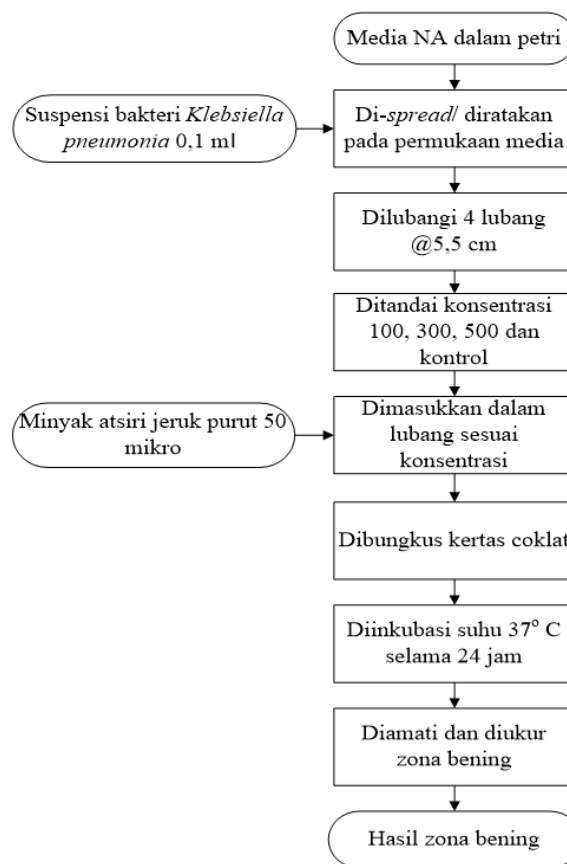 Media NA dalam petri
Suspensi bakteri Klebsiella
pneumonia 0,1 ml
Di-spread/ diratakan
pada permukaan media
Dilubangi 4 lubang
@5,5 cm
Ditandai konsentrasi
100, 300, 500 dan
kontrol
Minyak atsiri jeruk purut 50
mikro
Dimasukkan dalam
lubang sesuai
konsentrasi
Dibungkus kertas coklat
Diinkubasi suhu 37° C
selama 24 jam
Diamati dan diukur
zona bening
Hasil zona bening